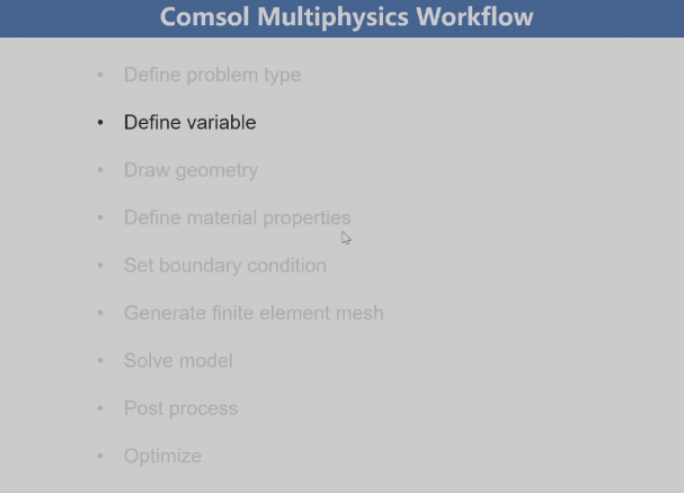 Comsol Multiphysics Workflow
• Define problem type
• Define variable
• Draw geometry
• Define material properties
• Set boundary condition
• Generate finite element mesh
• Solve model
• Post process
• Optimize